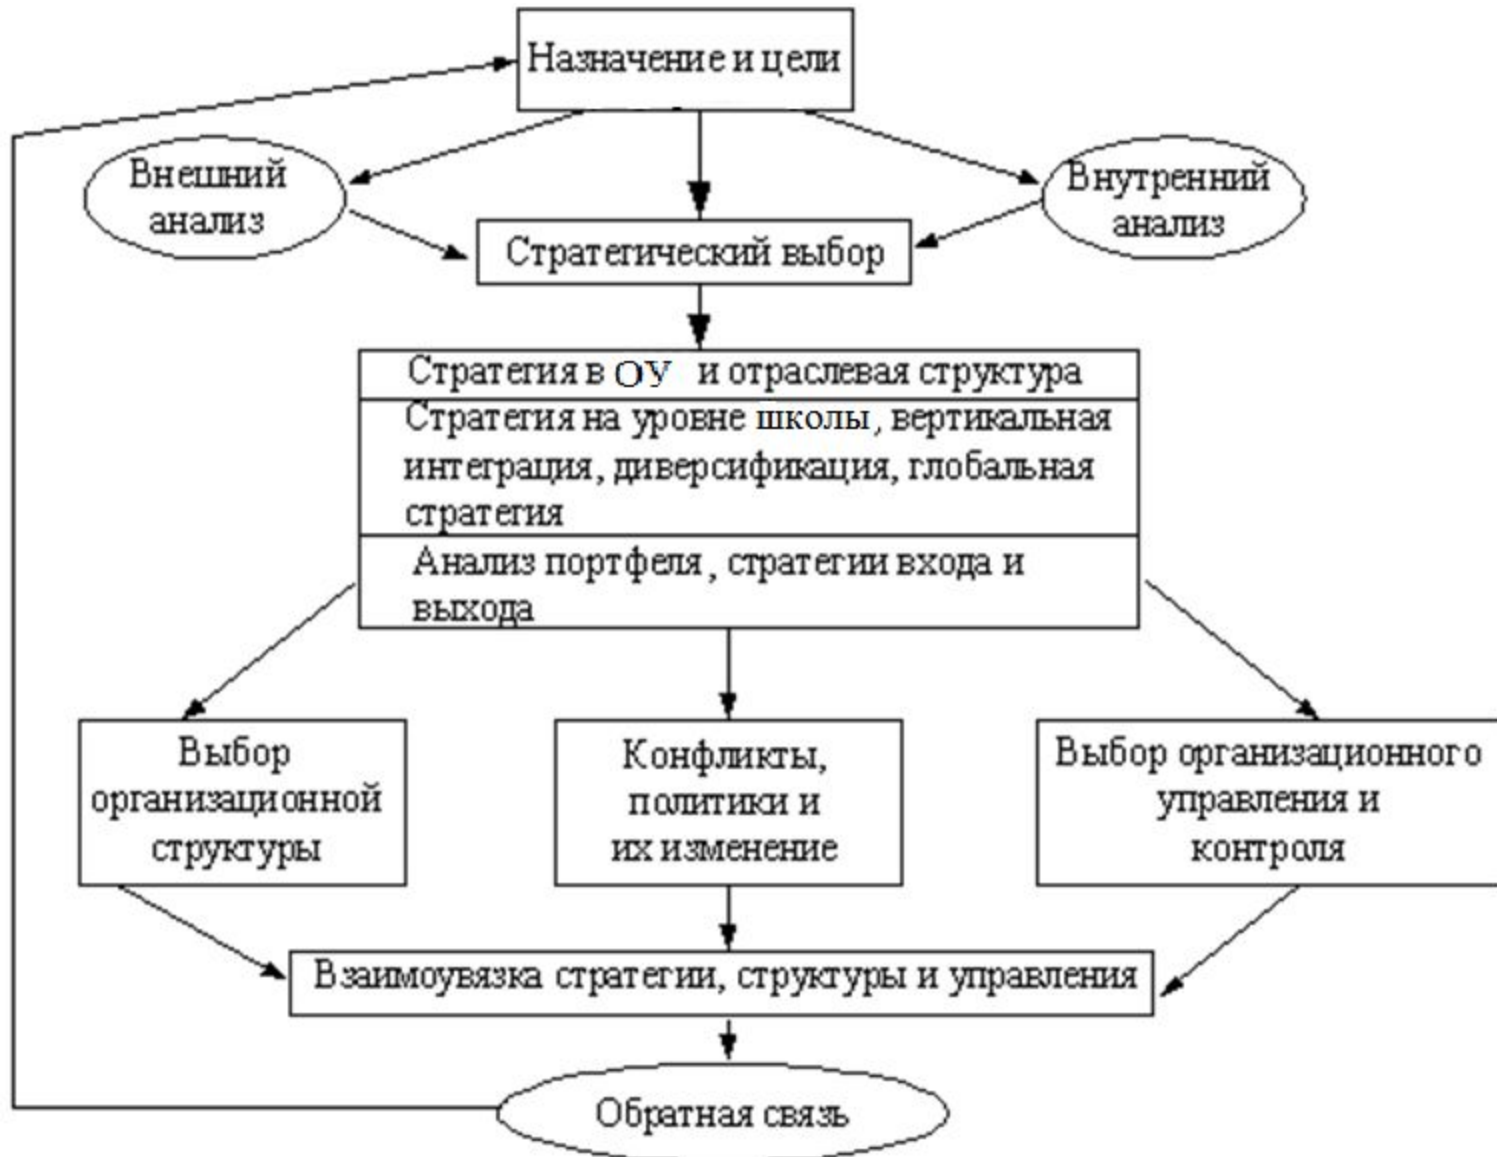 Назначение и цели
Внешний
анализ
Внутренний
анализ
Стратегический выбор
Стратегия в ОУ и отраслевая структура
Стратегия на уровне школы, вертикальная
интеграция, диверсификация, глобальная
стратегия
Анализ портфеля, стратегии входа и
выхода
Выбор
организационной
структуры
Конфликты,
политики и
их изменение
Выбор организационного
управления и
контроля
Взаимоувязка стратегии, структуры и управления
Обратная связь